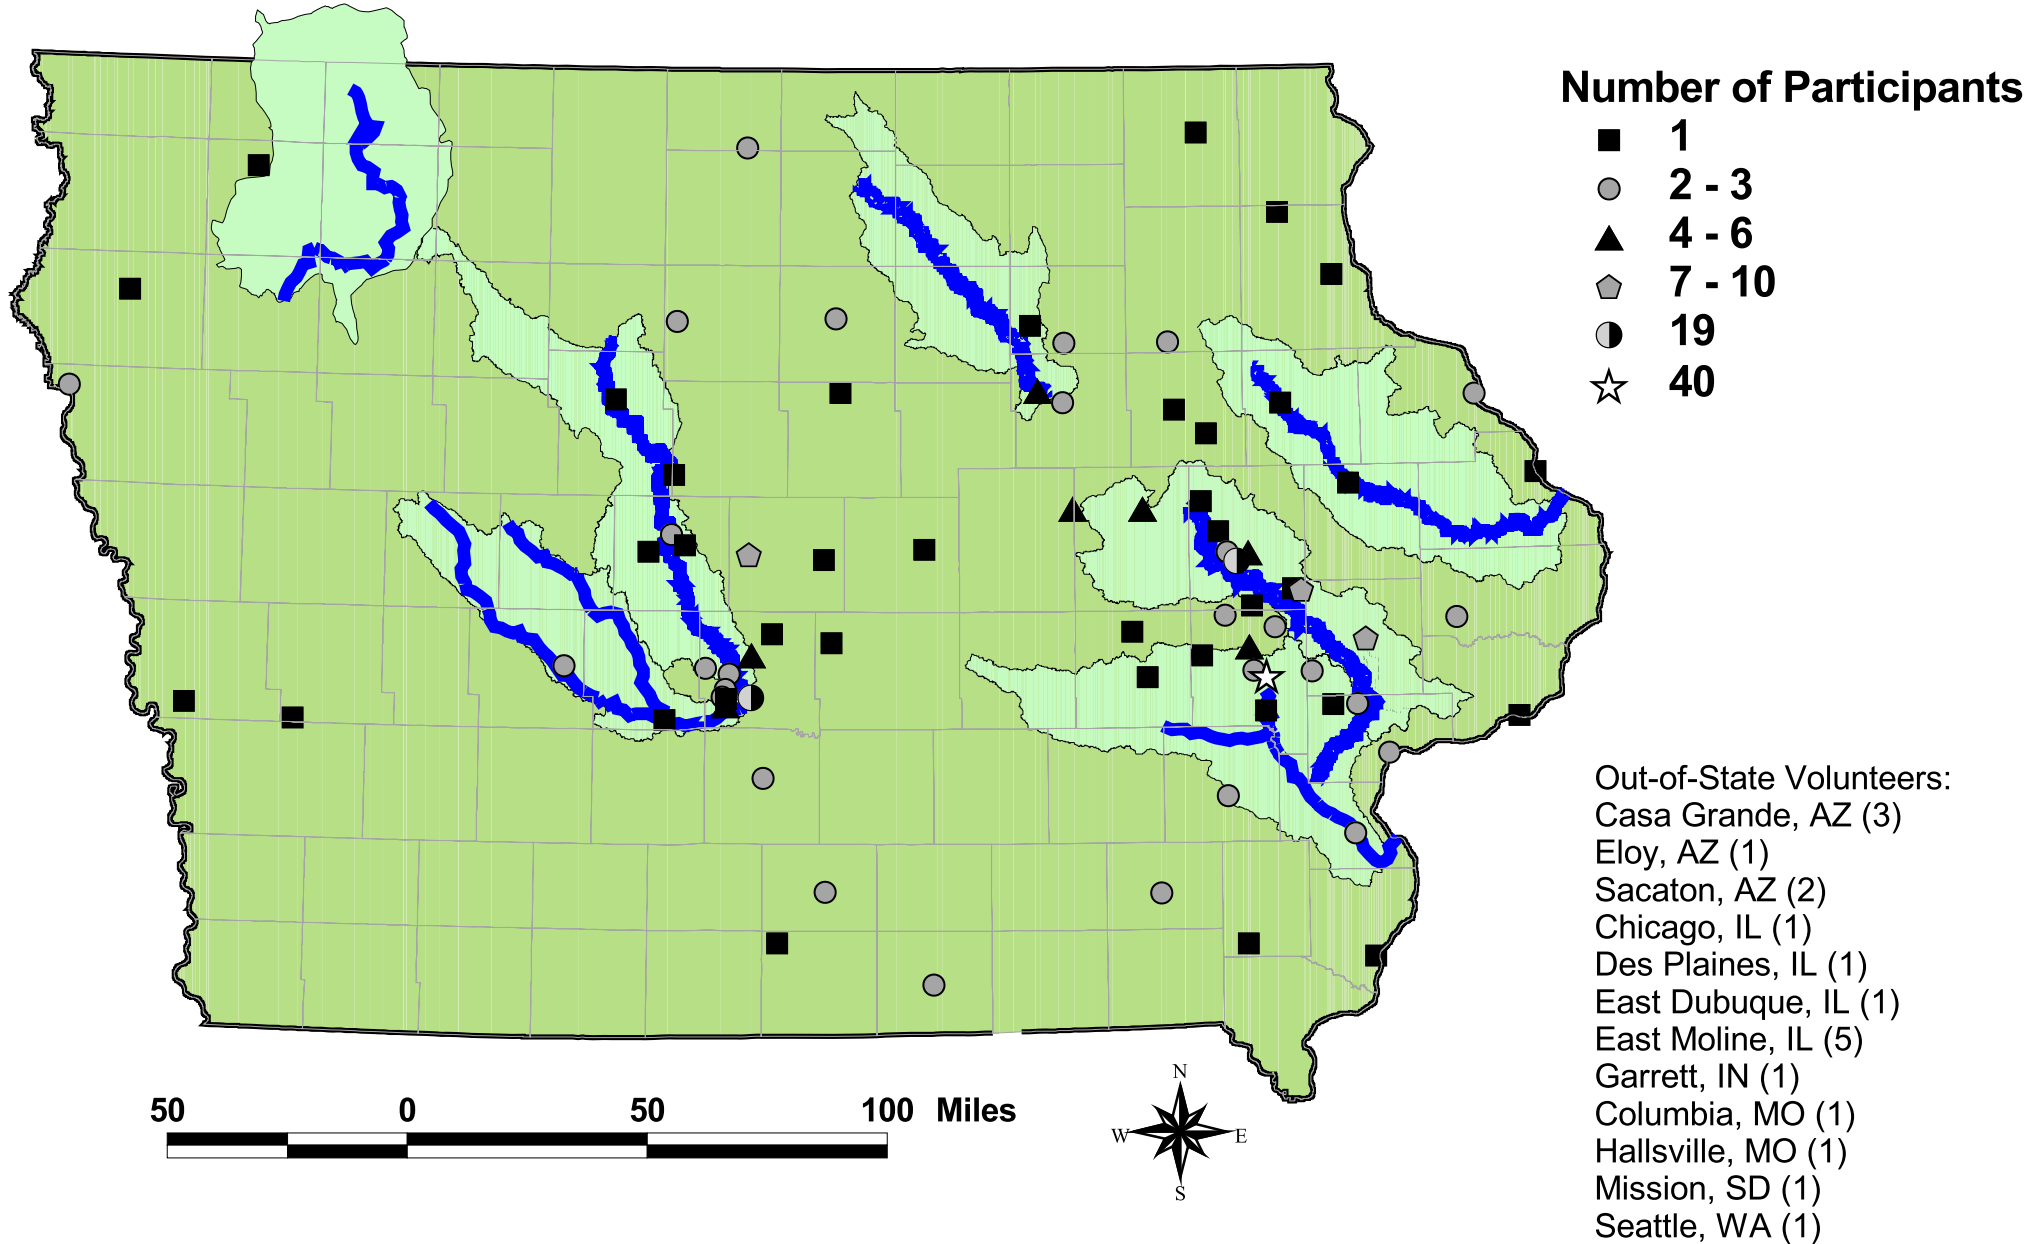 Number of Participants
1
2 - 3
4 - 6
7 - 10
19
40
Out-of-State Volunteers:
Casa Grande, AZ (3)
Eloy, AZ (1)
Sacaton, AZ (2)
Chicago, IL (1)
Des Plaines, IL (1)
East Dubuque, IL (1)
East Moline, IL (5)
Garrett, IN (1)
Columbia, MO (1)
Hallsville, MO (1)
Mission, SD (1)
Seattle, WA (1)
50 0 50 100 Miles
N
W E
S